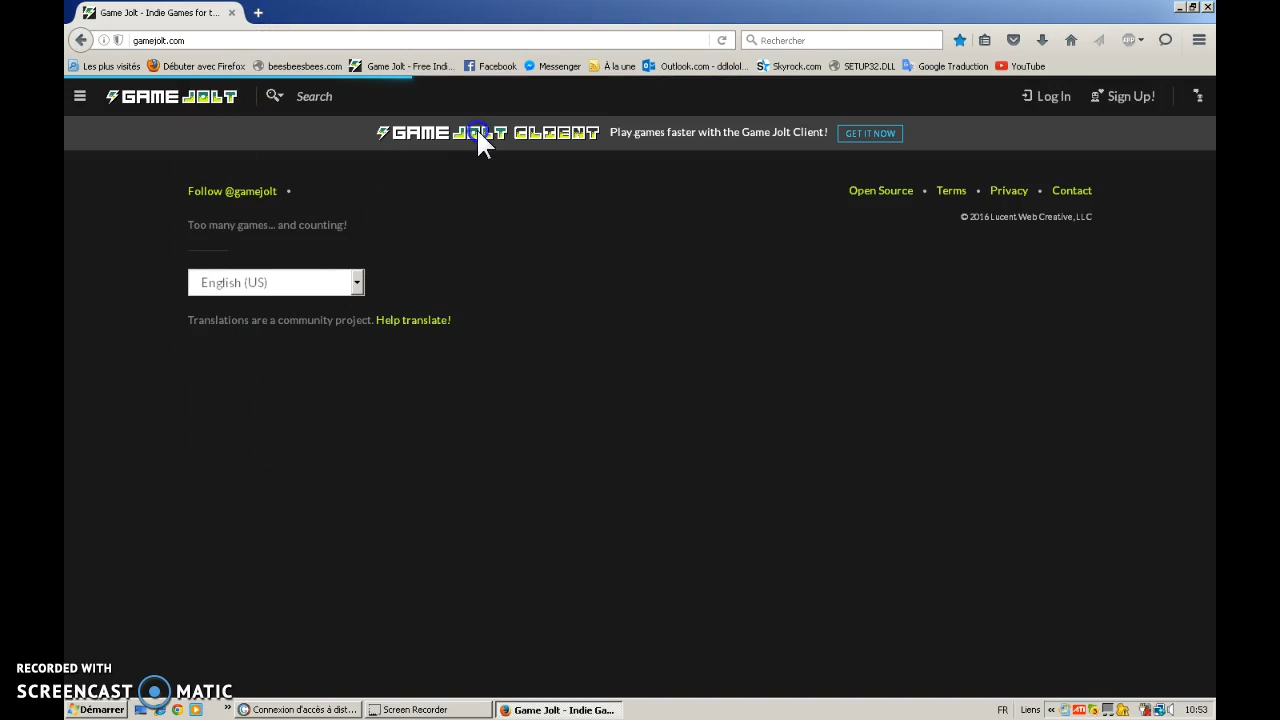 Game Jolt - Indie Games for t...
gamejolt.com
Rechercher
Les plus visités Débuter avec Firefox beesbeesbees.com Game Jolt - Free Indi... Facebook Messenger À la une Outlook.com - ddlolol... Skyrock.com SETUP32.DLL Google Traduction YouTube
GAME JOLT Search Log In Sign Up!
GAME JOLT CLIENT Play games faster with the Game Jolt Client! GET IT NOW
Follow @gamejolt • Open Source • Terms • Privacy • Contact
© 2016 Lucent Web Creative, LLC
Too many games... and counting!
English (US)
Translations are a community project. Help translate!
RECORDED WITH
SCREENCAST MATIC
Démarrer » Connexion d'accès à dist... Screen Recorder Game Jolt - Indie Ga... FR Liens « 10:53